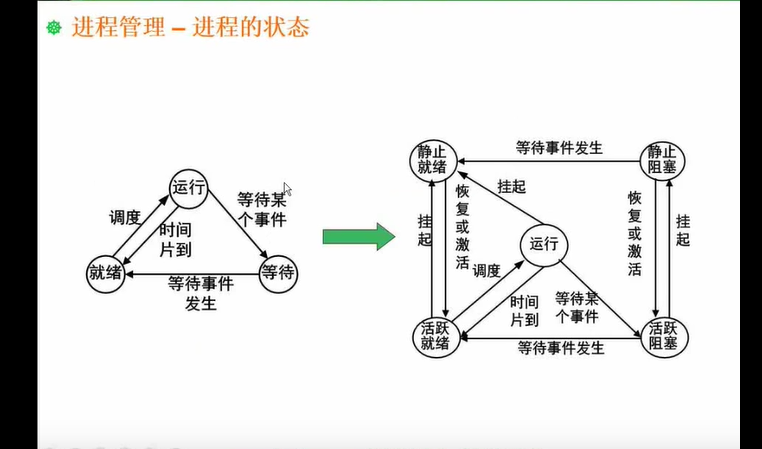 进程管理 – 进程的状态
运行
调度
时间
片到
等待某
个事件
就绪
等待
等待事件
发生
静止
就绪
等待事件发生
静止
阻塞
挂起
挂
起
恢
复
或
激
活
运行
恢
复
或
激
活
挂
起
调度
时间
片到
等待某
个事件
活跃
就绪
等待事件发生
活跃
阻塞